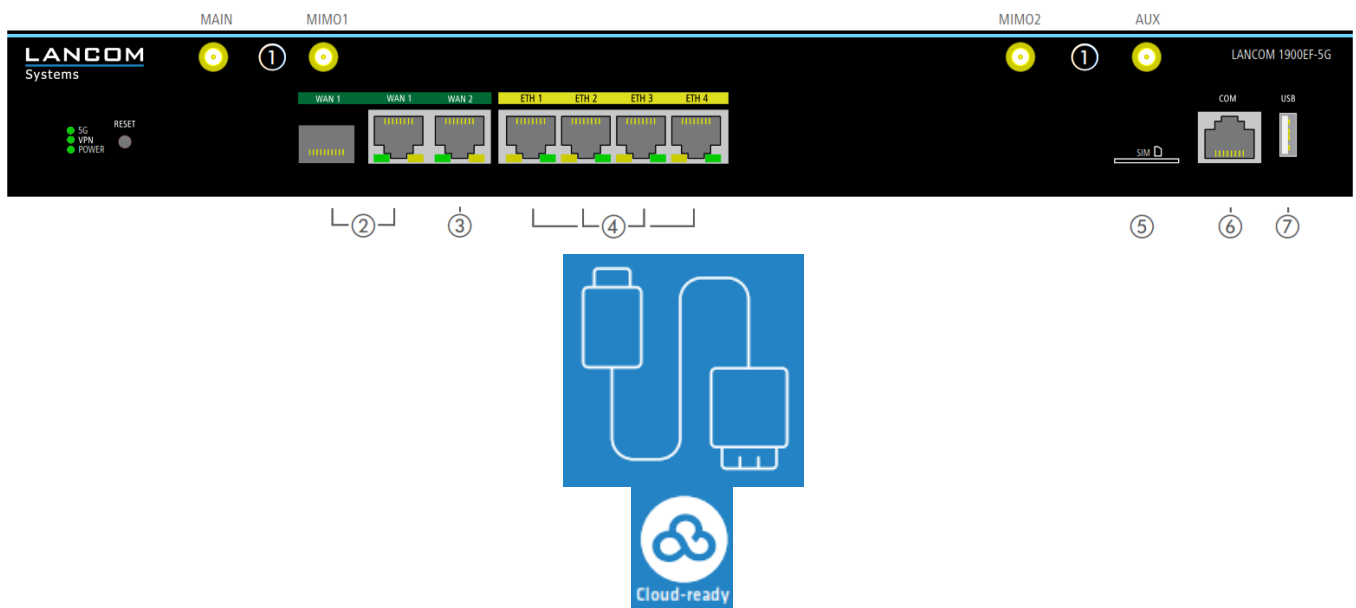 MAIN MIMO1 MIMO2 AUX
LANCOM
Systems
① ① LANCOM 1900EF-5G
WAN 1 WAN 1 WAN 2 ETH 1 ETH 2 ETH 3 ETH 4 COM USB
5G
VPN
POWER
RESET
SIM
② ③ ④ ⑤ ⑥ ⑦
Cloud-ready